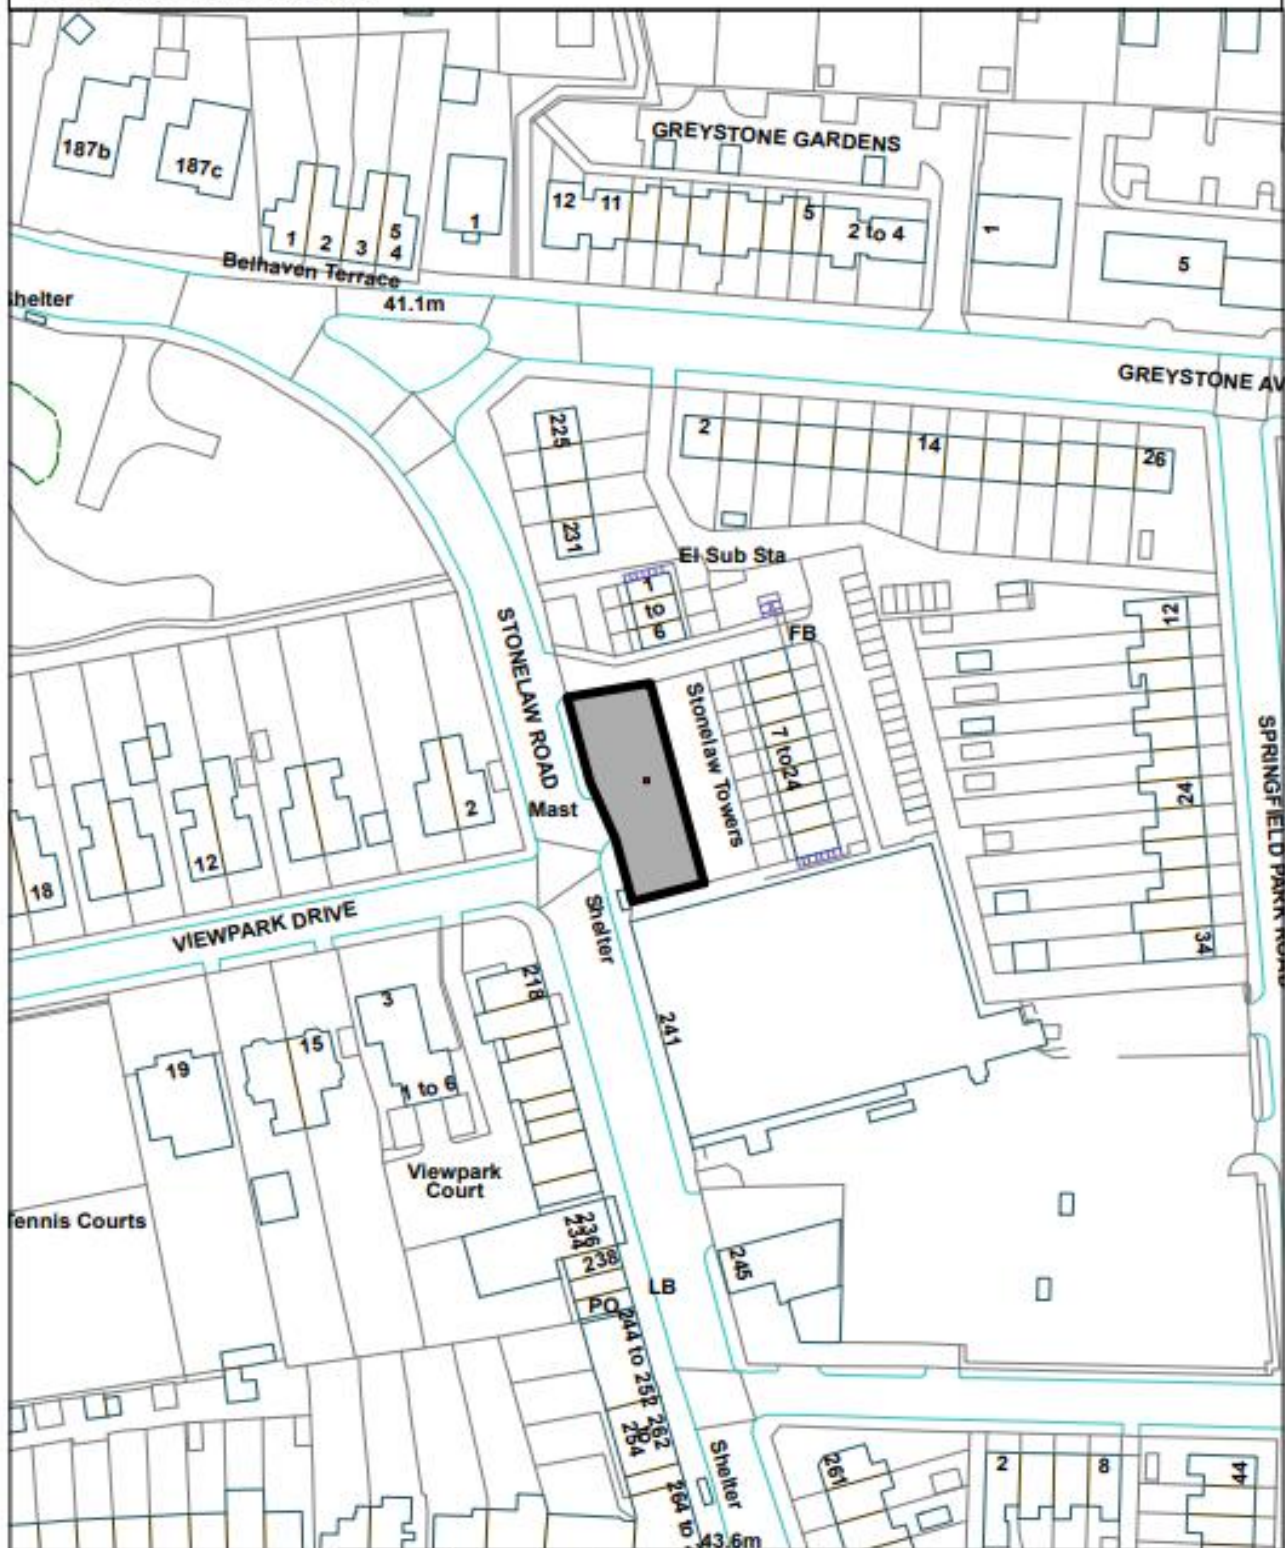 GREYSTONE GARDENS
187b
187c
12
11
5
2 to 4
1
1
5
1
2
3
5
4
Belhaven Terrace
Shelter
41.1m
GREYSTONE AV
225
2
14
26
231
El Sub Sta
1
to
6
FB
12
STONELAW ROAD
Stonelaw Towers
7 to 24
SPRINGFIELD PARK ROAD
2
Mast
24
12
18
VIEWPARK DRIVE
Shelter
34
218
3
241
15
19
1 to 6
Viewpark
Court
Tennis Courts
236
234
238
245
LB
PO
244 to 252
262
to
254
Shelter
264 to
261
2
8
44
43.6m